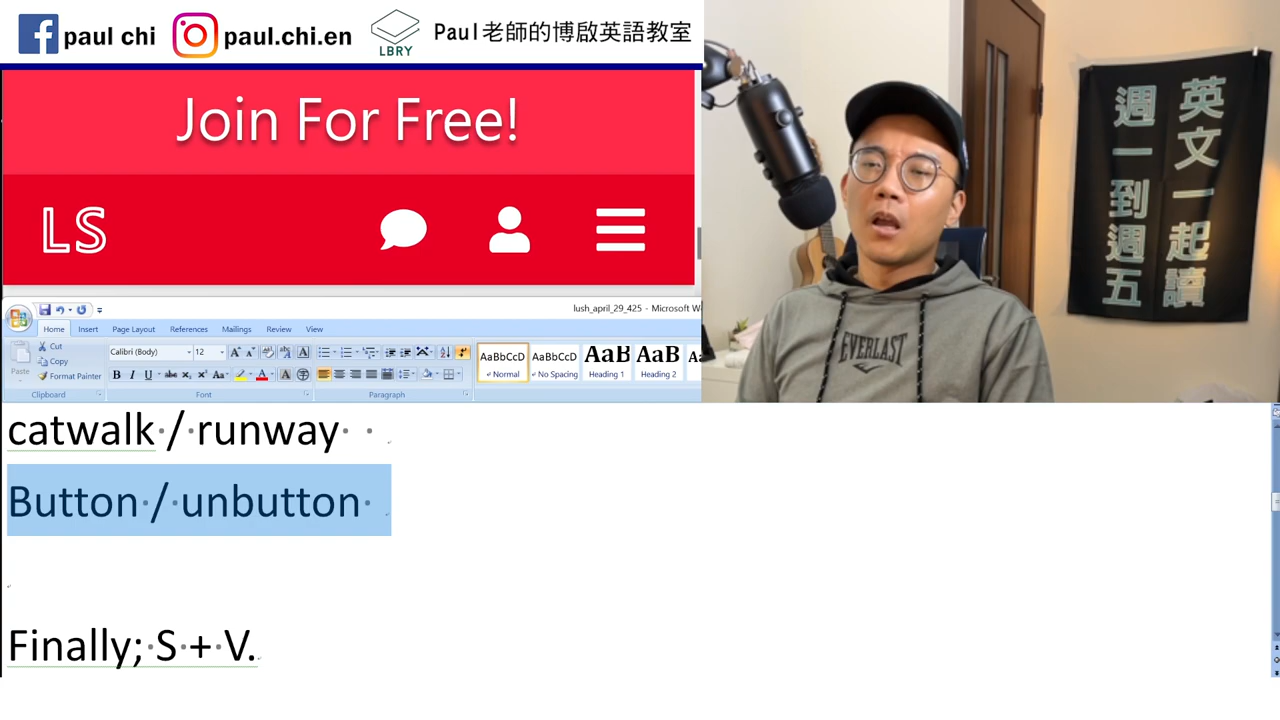 paul chi
paul.chi.en
LBRY
Paul老師的博啟英語教室
Join For Free!
LS
英文一起讀
週一到週五
EVERLAST
lush_april_29_425 - Microsoft W
Home Insert Page Layout References Mailings Review View
Paste
Cut
Copy
Format Painter
Clipboard
Calibri (Body) 12
Font
Paragraph
AaBbCcD AaBbCcD AaB AaB
Normal No Spacing Heading 1 Heading 2
catwalk / runway
Button / unbutton
Finally; S + V.